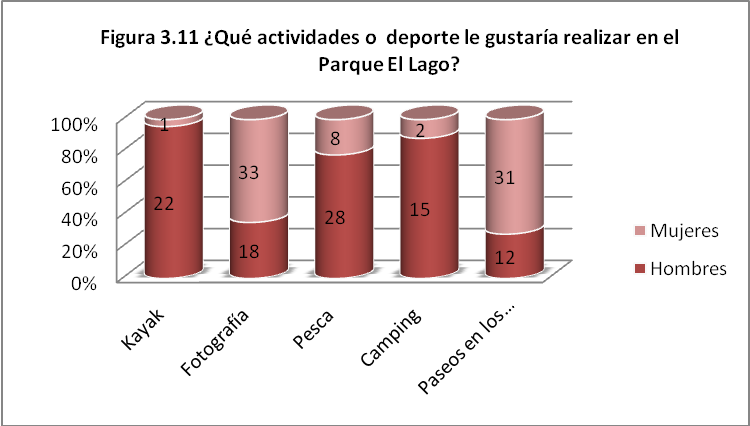 Figura 3.11 ¿Qué actividades o  deporte le gustaría realizar en el
Parque El Lago?
100%
80%
60%
40%
20%
0%
1
22
33
18
8
28
2
15
31
12
Kayak
Fotografía
Pesca
Camping
Paseos en los...
Mujeres
Hombres